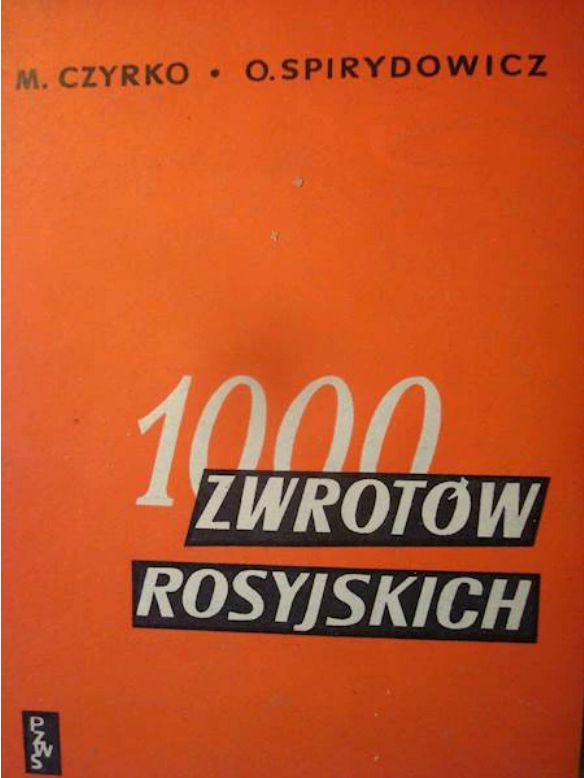 M. CZYRKO • O. SPIRYDOWICZ
1000
ZWROTÓW
ROSYJSKICH
PZWS